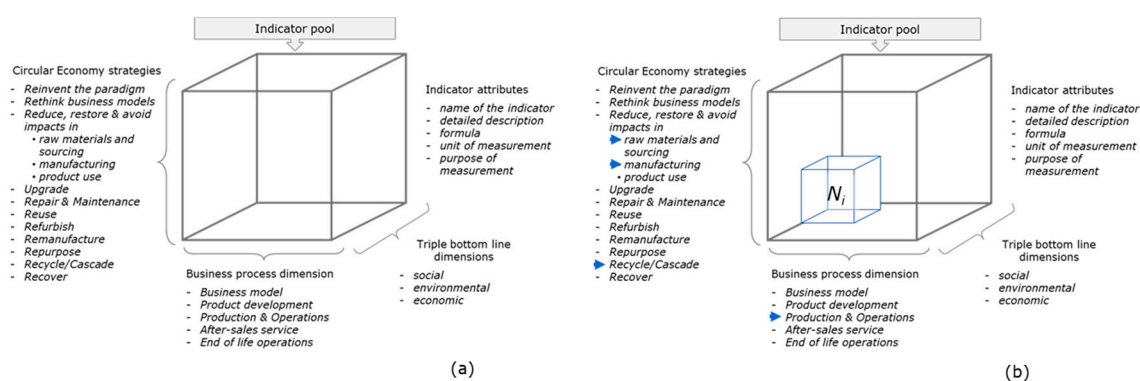 Indicator pool
Circular Economy strategies
- Reinvent the paradigm
- Rethink business models
- Reduce, restore & avoid
impacts in
• raw materials and
sourcing
• manufacturing
• product use
- Upgrade
- Repair & Maintenance
- Reuse
- Refurbish
- Remanufacture
- Repurpose
- Recycle/Cascade
- Recover
Indicator attributes
- name of the indicator
- detailed description
- formula
- unit of measurement
- purpose of
measurement
Triple bottom line
dimensions
- social
- environmental
- economic
Business process dimension
- Business model
- Product development
- Production & Operations
- After-sales service
- End of life operations
(a)
Indicator pool
Circular Economy strategies
- Reinvent the paradigm
- Rethink business models
- Reduce, restore & avoid
impacts in
raw materials and
sourcing
manufacturing
• product use
- Upgrade
- Repair & Maintenance
- Reuse
- Refurbish
- Remanufacture
- Repurpose
Recycle/Cascade
- Recover
Nᵢ
Indicator attributes
- name of the indicator
- detailed description
- formula
- unit of measurement
- purpose of
measurement
Triple bottom line
dimensions
- social
- environmental
- economic
Business process dimension
- Business model
- Product development
Production & Operations
- After-sales service
- End of life operations
(b)